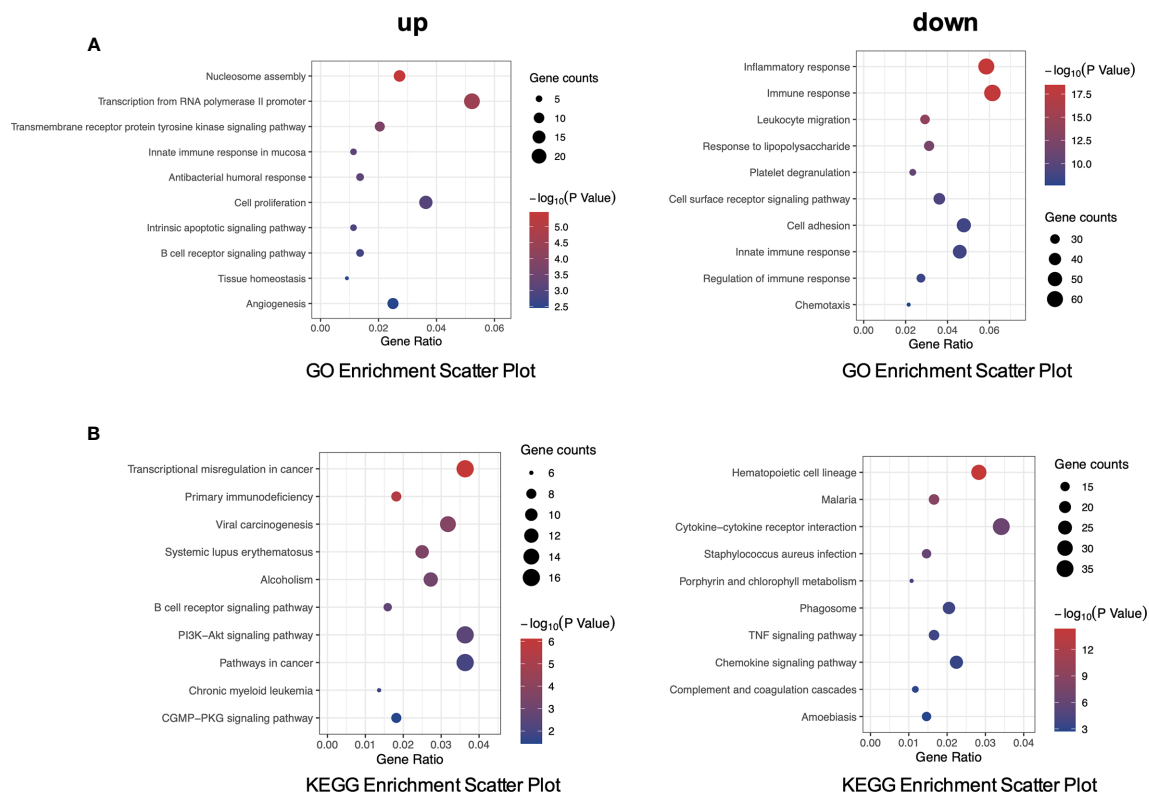 up
down
A
Nucleosome assembly
Transcription from RNA polymerase II promoter
Transmembrane receptor protein tyrosine kinase signaling pathway
Innate immune response in mucosa
Antibacterial humoral response
Cell proliferation
Intrinsic apoptotic signaling pathway
B cell receptor signaling pathway
Tissue homeostasis
Angiogenesis
0.00 0.02 0.04 0.06
Gene Ratio
GO Enrichment Scatter Plot
Gene counts
5
10
15
20
−log10(P Value)
5.0
4.5
4.0
3.5
3.0
2.5
Inflammatory response
Immune response
Leukocyte migration
Response to lipopolysaccharide
Platelet degranulation
Cell surface receptor signaling pathway
Cell adhesion
Innate immune response
Regulation of immune response
Chemotaxis
0.00 0.02 0.04 0.06
Gene Ratio
GO Enrichment Scatter Plot
−log10(P Value)
17.5
15.0
12.5
10.0
Gene counts
30
40
50
60
B
Transcriptional misregulation in cancer
Primary immunodeficiency
Viral carcinogenesis
Systemic lupus erythematosus
Alcoholism
B cell receptor signaling pathway
PI3K−Akt signaling pathway
Pathways in cancer
Chronic myeloid leukemia
CGMP−PKG signaling pathway
0.00 0.01 0.02 0.03 0.04
Gene Ratio
KEGG Enrichment Scatter Plot
Gene counts
6
8
10
12
14
16
−log10(P Value)
6
5
4
3
2
Hematopoietic cell lineage
Malaria
Cytokine−cytokine receptor interaction
Staphylococcus aureus infection
Porphyrin and chlorophyll metabolism
Phagosome
TNF signaling pathway
Chemokine signaling pathway
Complement and coagulation cascades
Amoebiasis
0.00 0.01 0.02 0.03 0.04
Gene Ratio
KEGG Enrichment Scatter Plot
Gene counts
15
20
25
30
35
−log10(P Value)
12
9
6
3